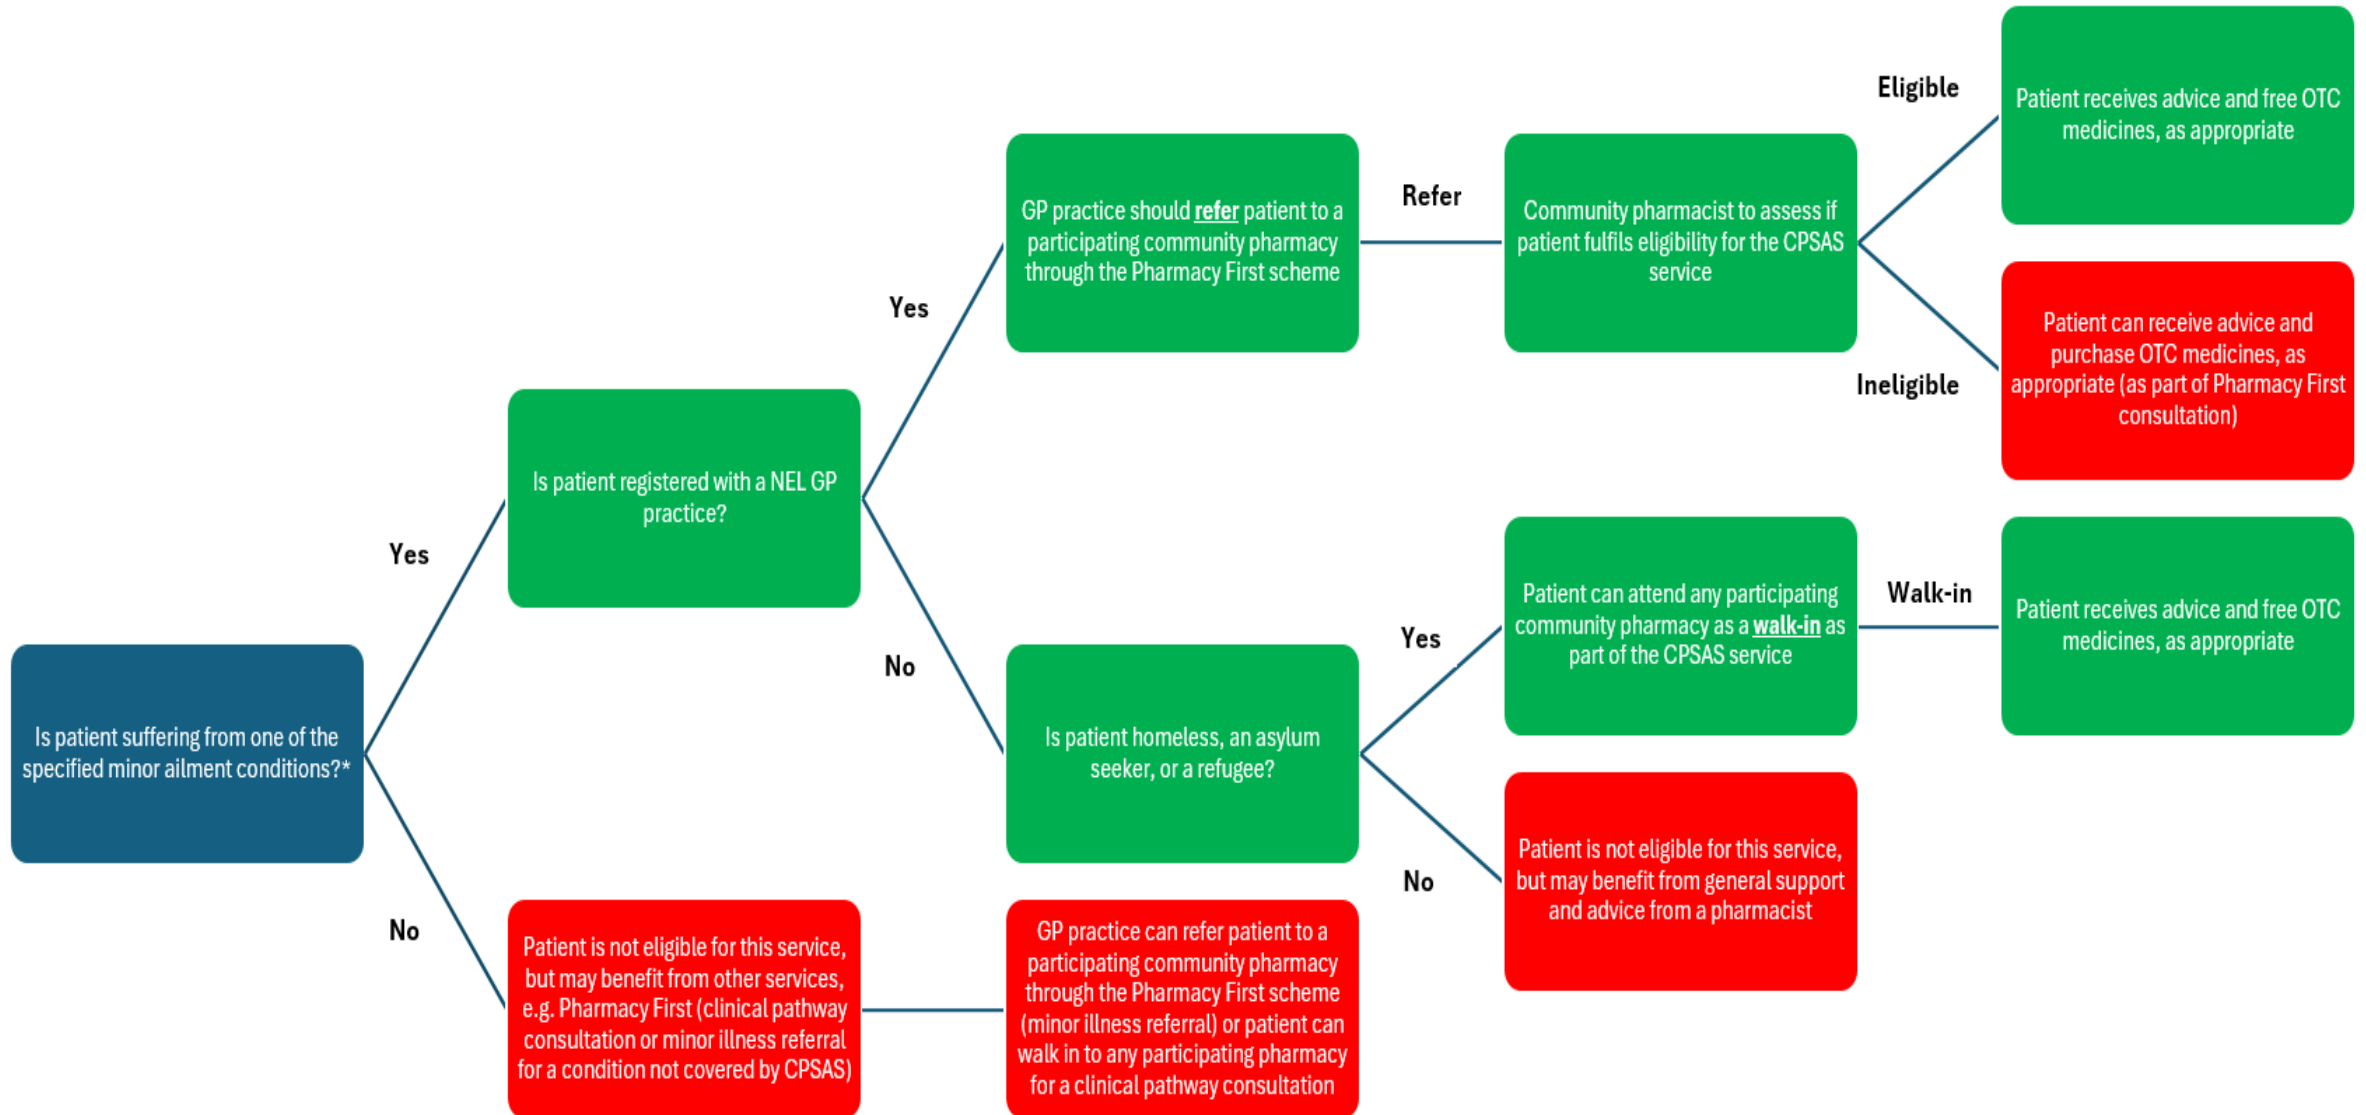 Is patient suffering from one of the
specified minor ailment conditions?*
Yes
No
Is patient registered with a NEL GP
practice?
Patient is not eligible for this service,
but may benefit from other services,
e.g. Pharmacy First (clinical pathway
consultation or minor illness referral
for a condition not covered by CPSAS)
Yes
No
GP practice should refer patient to a
participating community pharmacy
through the Pharmacy First scheme
Is patient homeless, an asylum
seeker, or a refugee?
GP practice can refer patient to a
participating community pharmacy
through the Pharmacy First scheme
(minor illness referral) or patient can
walk in to any participating pharmacy
for a clinical pathway consultation
Refer
Yes
No
Community pharmacist to assess if
patient fulfils eligibility for the CPSAS
service
Patient can attend any participating
community pharmacy as a walk-in as
part of the CPSAS service
Patient is not eligible for this service,
but may benefit from general support
and advice from a pharmacist
Eligible
Ineligible
Walk-in
Patient receives advice and free OTC
medicines, as appropriate
Patient can receive advice and
purchase OTC medicines, as
appropriate (as part of Pharmacy First
consultation)
Patient receives advice and free OTC
medicines, as appropriate